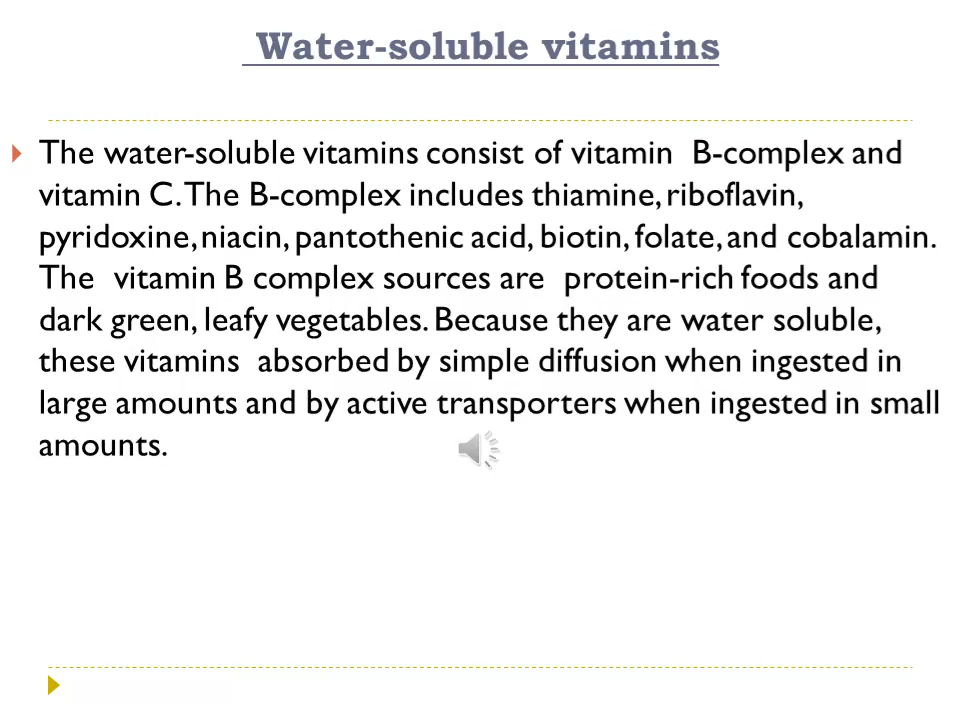 Water-soluble vitamins
The water-soluble vitamins consist of vitamin B-complex and
vitamin C. The B-complex includes thiamine, riboflavin,
pyridoxine, niacin, pantothenic acid, biotin, folate, and cobalamin.
The vitamin B complex sources are protein-rich foods and
dark green, leafy vegetables. Because they are water soluble,
these vitamins absorbed by simple diffusion when ingested in
large amounts and by active transporters when ingested in small
amounts.